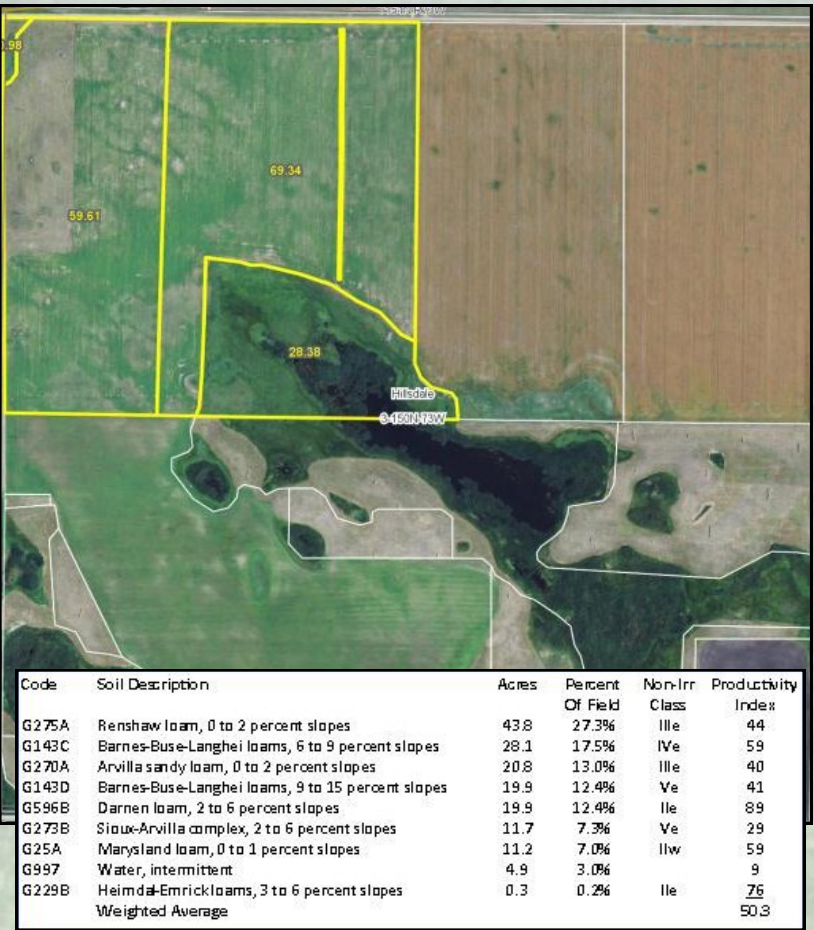 0.98
69.34
59.61
28.38
Hillsdale
3-150N-73W
Code Soil Description Acres Percent Of Field Non-Irr Class Productivity Index
G275A Renshaw loam, 0 to 2 percent slopes 43.8 27.3% IIIe 44
G143C Barnes-Buse-Langhei loams, 6 to 9 percent slopes 28.1 17.5% IVe 59
G270A Arvilla sandy loam, 0 to 2 percent slopes 20.8 13.0% IIIe 40
G143D Barnes-Buse-Langhei loams, 9 to 15 percent slopes 19.9 12.4% Ve 41
G596B Darnen loam, 2 to 6 percent slopes 19.9 12.4% IIe 89
G273B Sioux-Arvilla complex, 2 to 6 percent slopes 11.7 7.3% Ve 29
G25A Marysland loam, 0 to 1 percent slopes 11.2 7.0% IIw 59
G997 Water, intermittent 4.9 3.0% 9
G229B Heimdal-Emrick loams, 3 to 6 percent slopes 0.3 0.2% IIe 76
Weighted Average 50.3